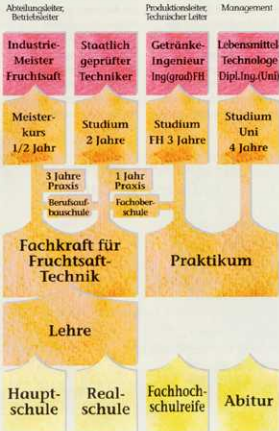 Abteilungsleiter,
Betriebsleiter
Produktionsleiter,
Technischer Leiter
Management
Industrie-
Meister
Fruchtsaft
Staatlich
geprüfter
Techniker
Getränke-
Ingenieur
Ing(grad)FH
Lebensmittel-
Technologe
Dipl.Ing.(Uni)
Meister-
kurs
1/2 Jahr
Studium
2 Jahre
Studium
FH 3 Jahre
Studium
Uni
4 Jahre
3 Jahre
Praxis
1 Jahr
Praxis
Berufsauf-
bauschule
Fachober-
schule
Fachkraft für
Fruchtsaft-
Technik
Praktikum
Lehre
Haupt-
schule
Real-
schule
Fachhoch-
schulreife
Abitur